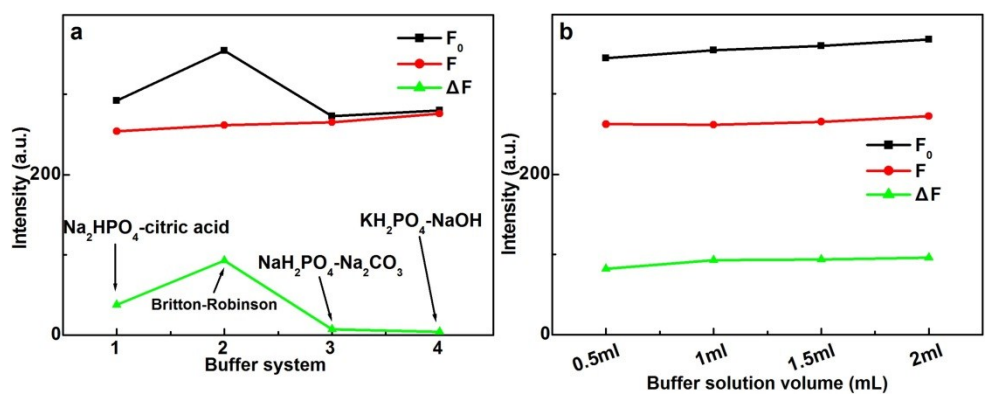 a
F₀
F
ΔF
Intensity (a.u.)
200
0
Na₂HPO₄-citric acid
Britton-Robinson
NaH₂PO₄-Na₂CO₃
KH₂PO₄-NaOH
1 2 3 4
Buffer system
b
F₀
F
ΔF
Intensity (a.u.)
200
0
0.5ml 1ml 1.5ml 2ml
Buffer solution volume (mL)